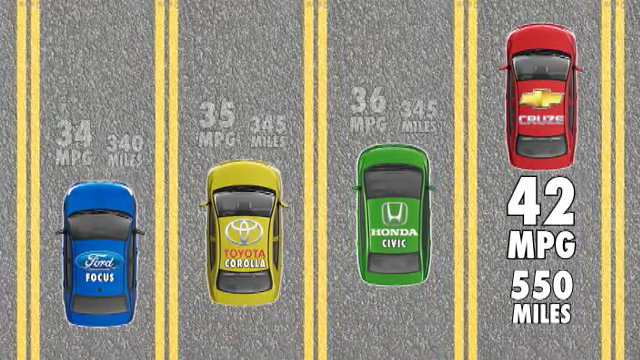 34
MPG
340
MILES
Ford
FOCUS
35
MPG
345
MILES
TOYOTA
COROLLA
36
MPG
345
MILES
HONDA
CIVIC
CRUZE
42
MPG
550
MILES